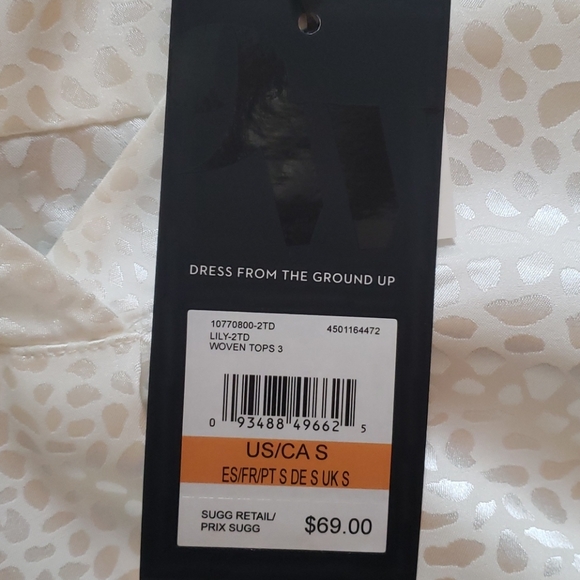 DRESS FROM THE GROUND UP
10770800-2TD 4501164472
LILY-2TD
WOVEN TOPS 3
0 93488 49662 5
US/CA S
ES/FR/PT S DE S UK S
SUGG RETAIL/
PRIX SUGG $69.00